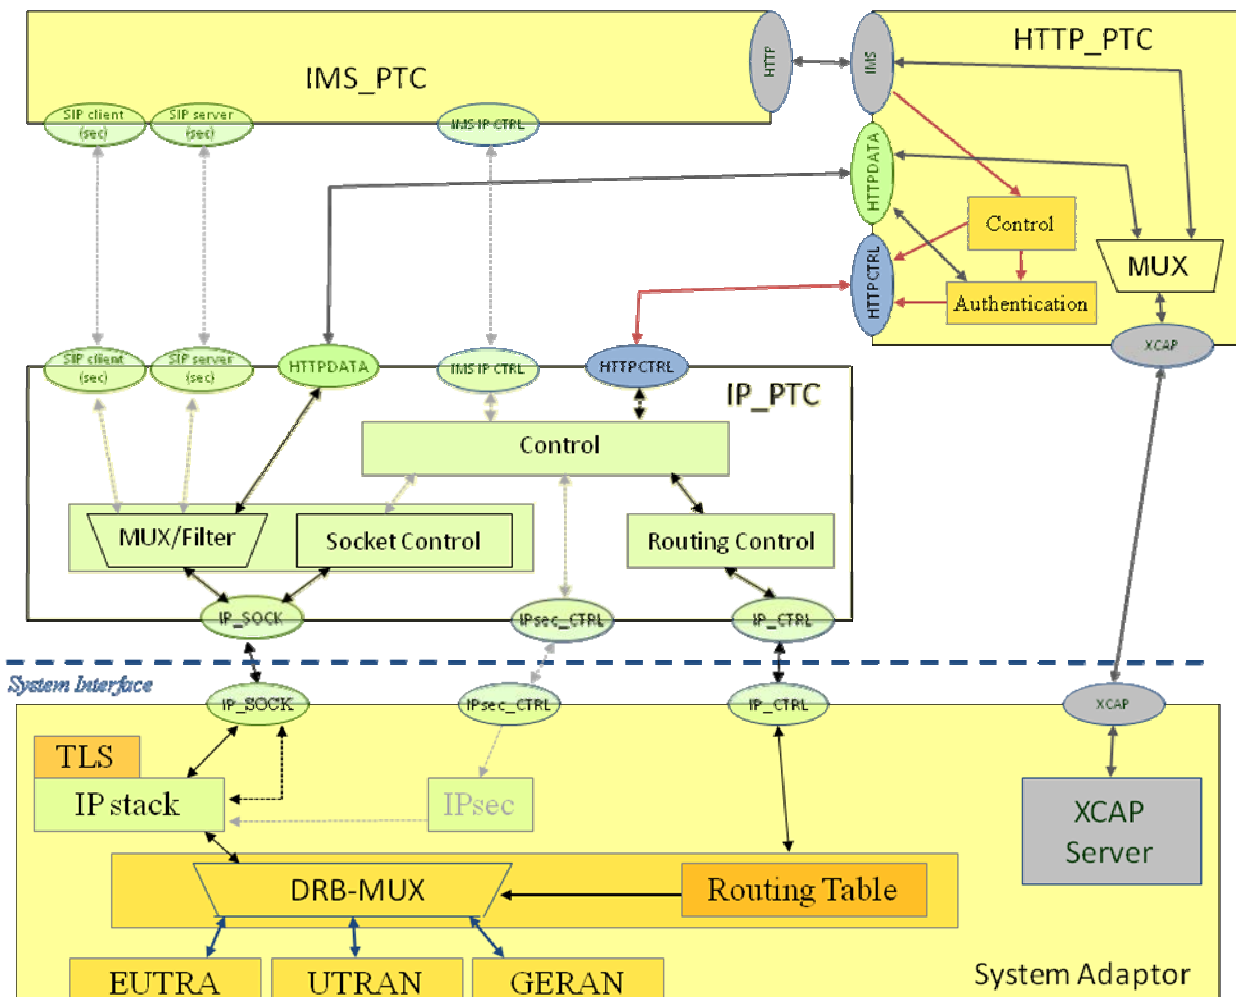 HTTP_PTC
IMS_PTC
HTTP
IMS
SIP client
(sec)
SIP server
(sec)
IMS IP CTRL
HTTPDATA
Control
MUX
HTTPCTRL
Authentication
XCAP
SIP client
(sec)
SIP server
(sec)
HTTPDATA
IMS IP CTRL
HTTPCTRL
IP_PTC
Control
MUX/Filter
Socket Control
Routing Control
IP_SOCK
IPsec_CTRL
IP_CTRL
System Interface
IP_SOCK
IPsec_CTRL
IP_CTRL
XCAP
TLS
IP stack
IPsec
XCAP
Server
DRB-MUX
Routing Table
EUTRA
UTRAN
GERAN
System Adaptor